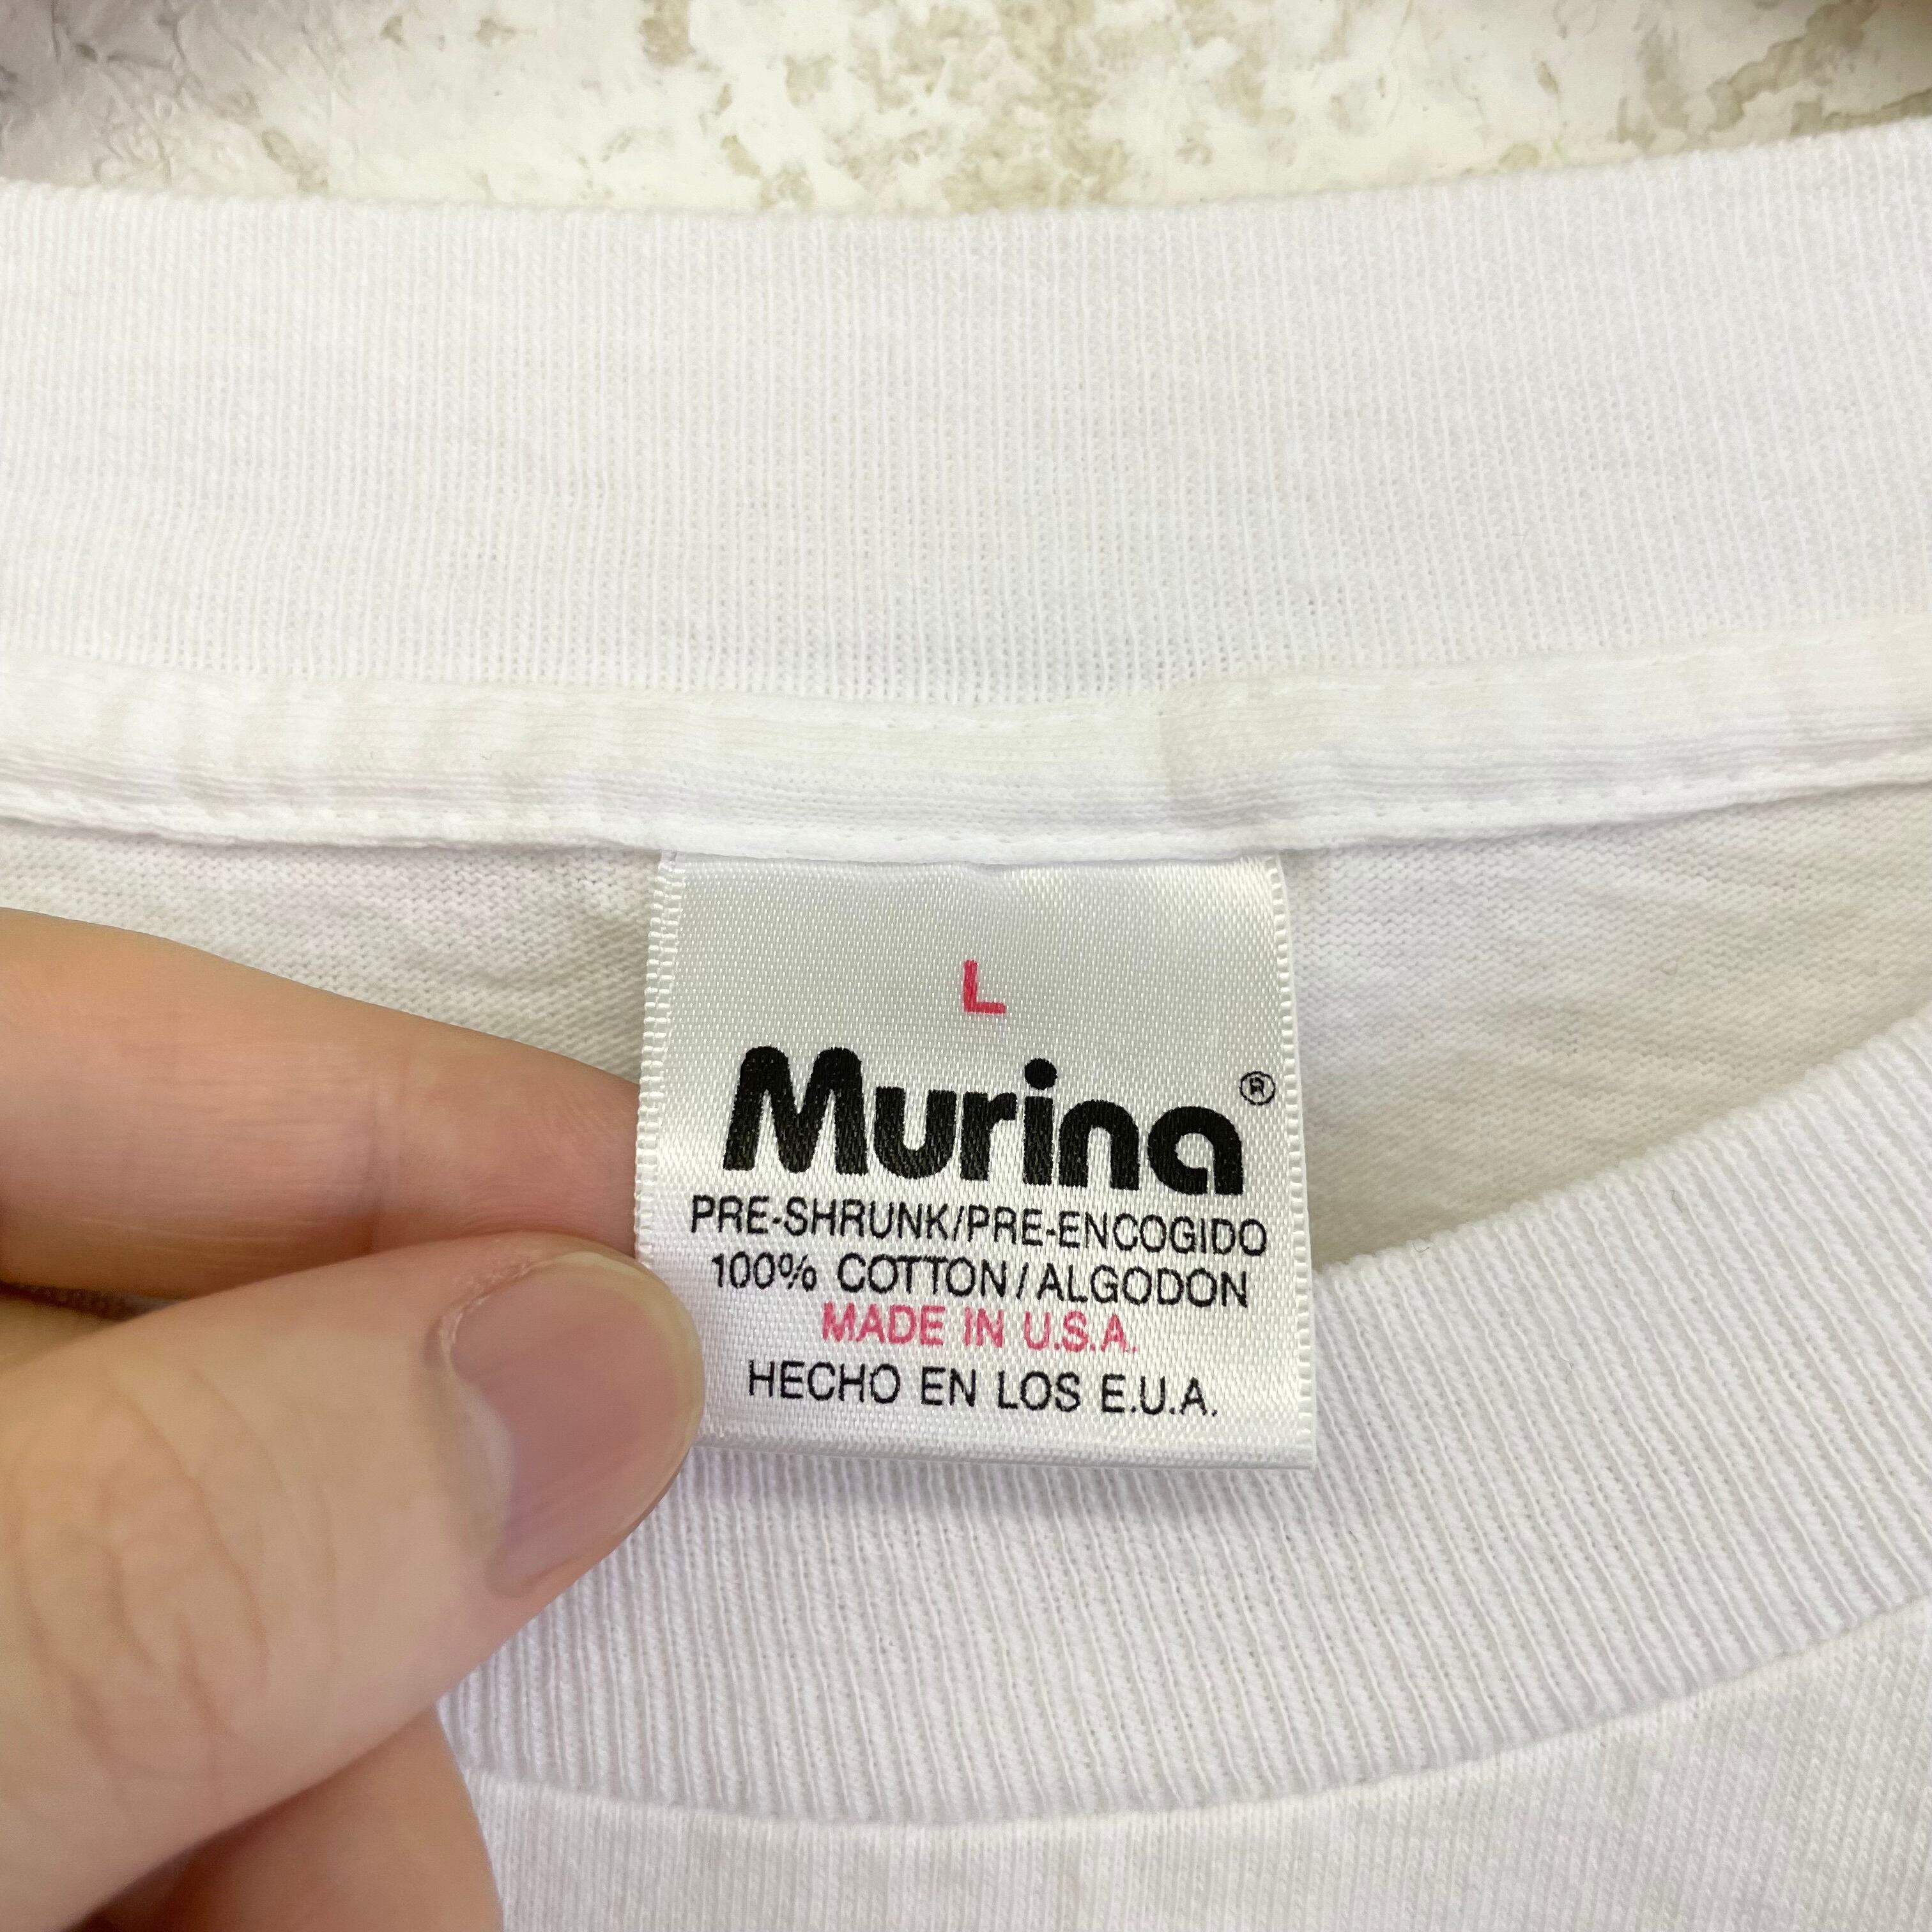 L
Murina®
PRE-SHRUNK/PRE-ENCOGIDO
100% COTTON/ALGODON
MADE IN U.S.A.
HECHO EN LOS E.U.A.